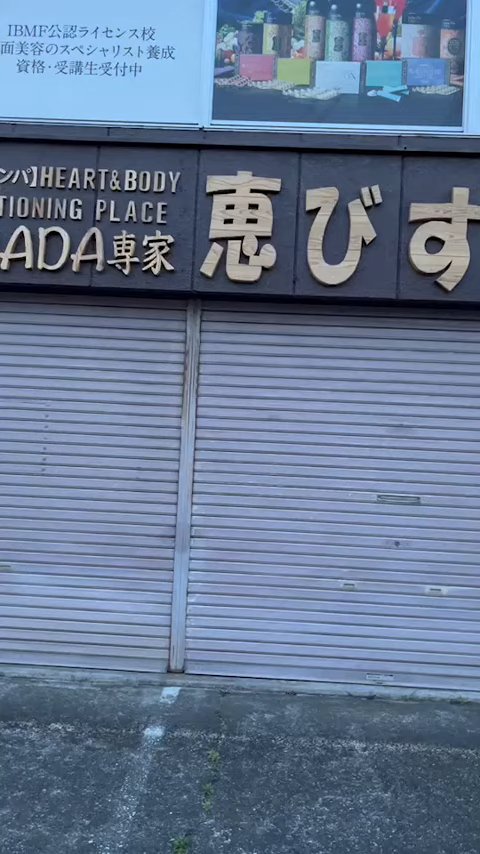 IBMF公認ライセンス校
面美容のスペシャリスト養成
資格・受講生受付中
ンパ】HEART&BODY
TIONING PLACE
ADA専家
恵びす